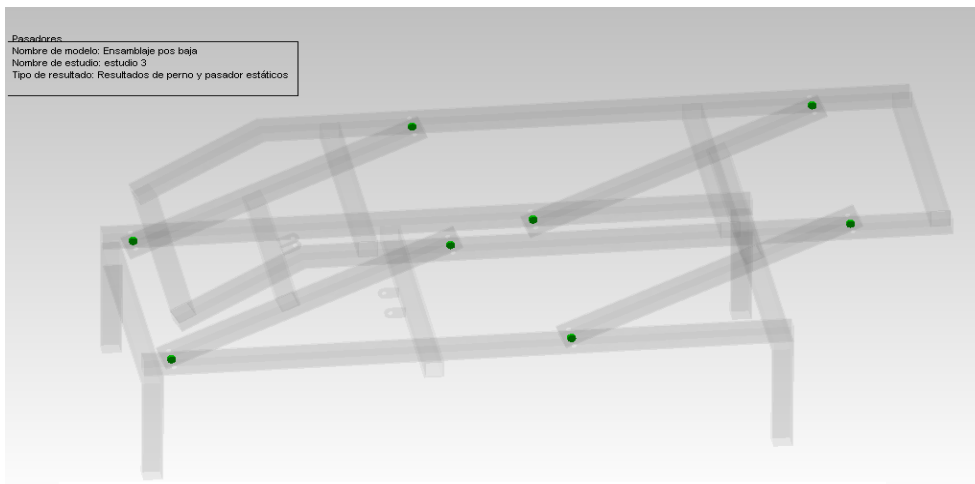 Pasadores
Nombre de modelo: Ensamblaje pos baja
Nombre de estudio: estudio 3
Tipo de resultado: Resultados de perno y pasador estáticos